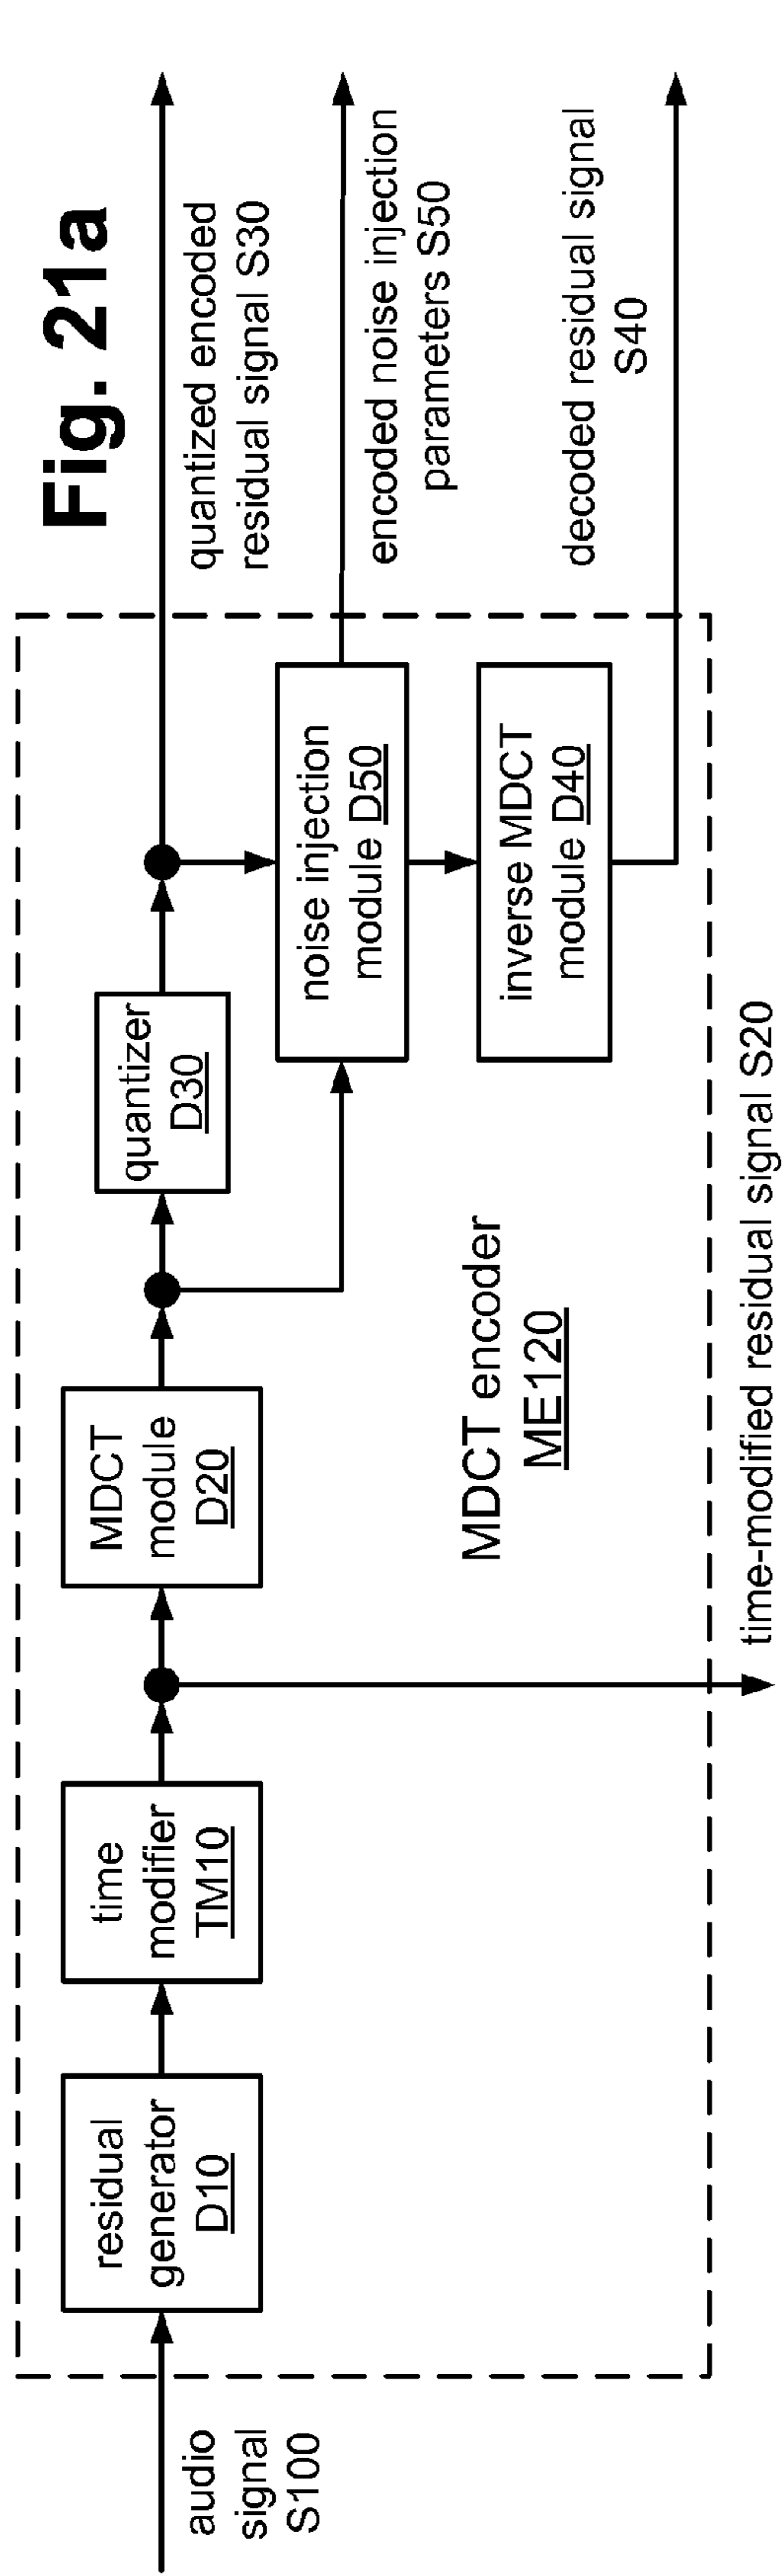 Fig. 21a
audio
signal
S100
residual
generator
D10
time
modifier
TM10
MDCT
module
D20
quantizer
D30
quantized encoded
residual signal S30
noise injection
module D50
encoded noise injection
parameters S50
inverse MDCT
module D40
decoded residual signal
S40
MDCT encoder
ME120
time-modified residual signal S20